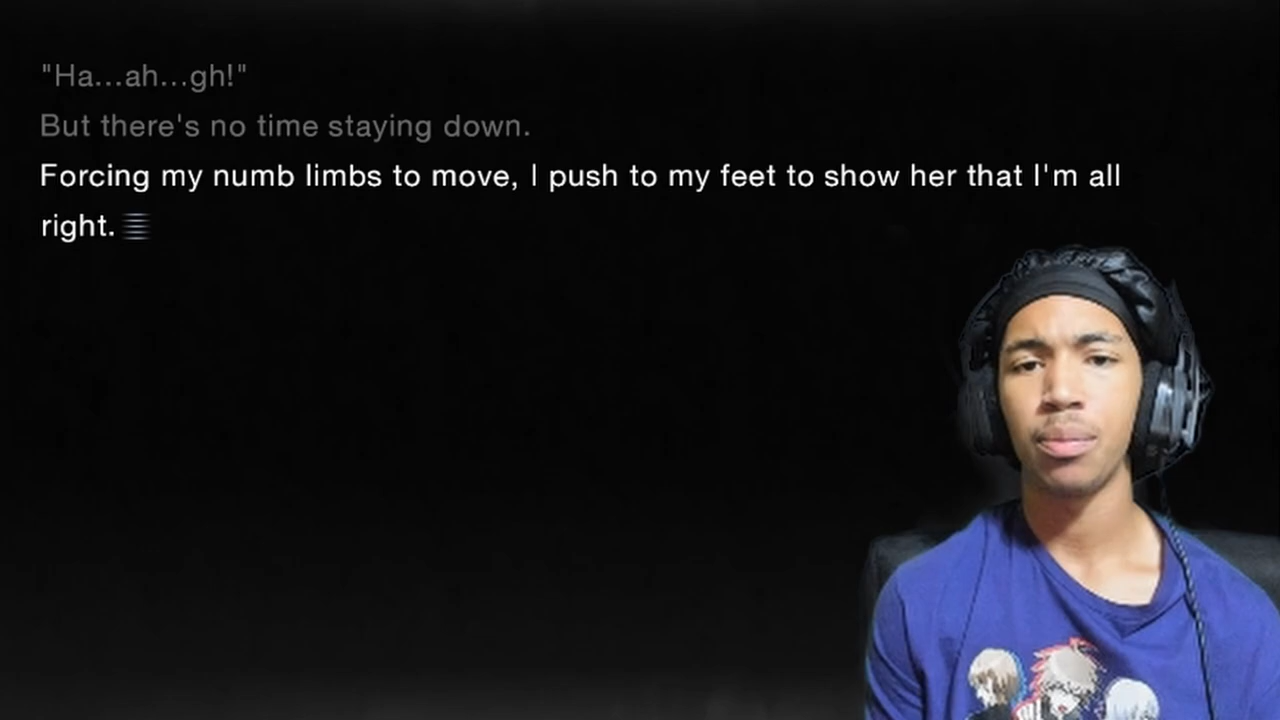 "Ha...ah...gh!"
But there's no time staying down.
Forcing my numb limbs to move, I push to my feet to show her that I'm all
right.